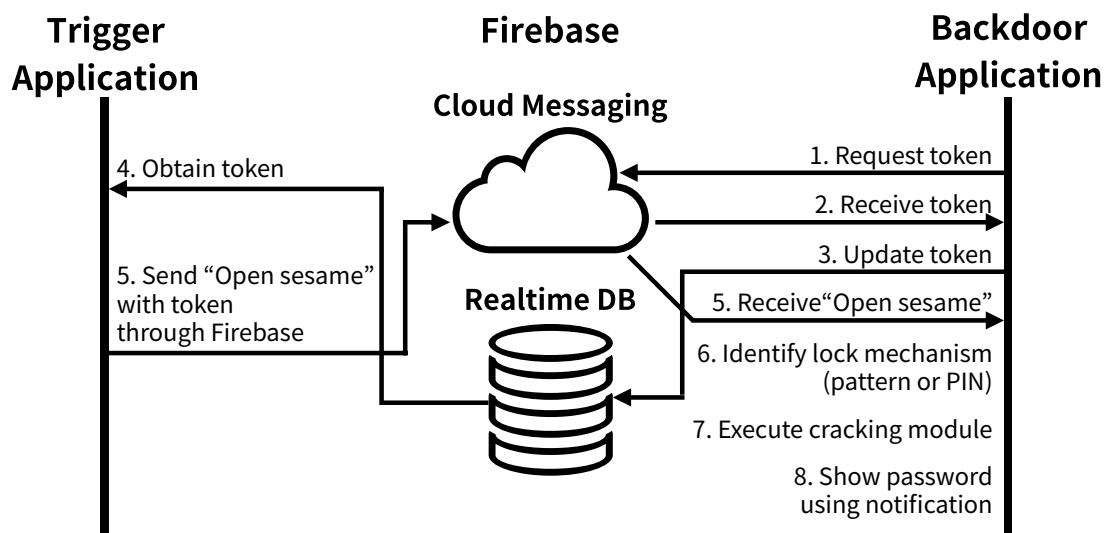 Trigger
Application
Firebase
Backdoor
Application
Cloud Messaging
4. Obtain token
1. Request token
2. Receive token
3. Update token
5. Send “Open sesame”
with token
through Firebase
Realtime DB
5. Receive“Open sesame”
6. Identify lock mechanism
(pattern or PIN)
7. Execute cracking module
8. Show password
using notification